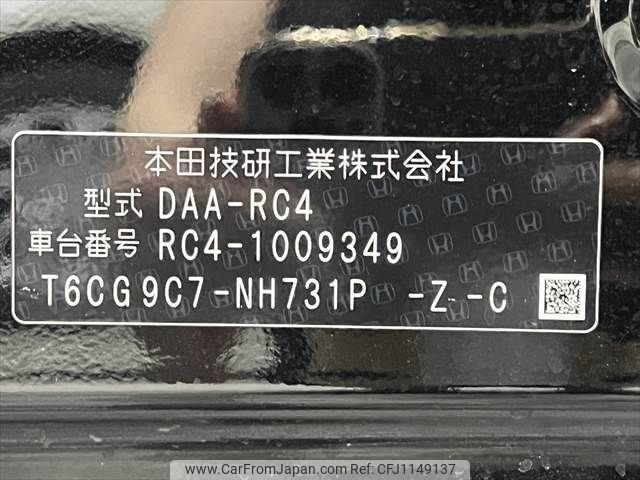 本田技研工業株式会社
型式 DAA-RC4
車台番号 RC4-1009349
T6CG9C7-NH731P -Z -C
www.CarFromJapan.com Ref:CFJ1149137